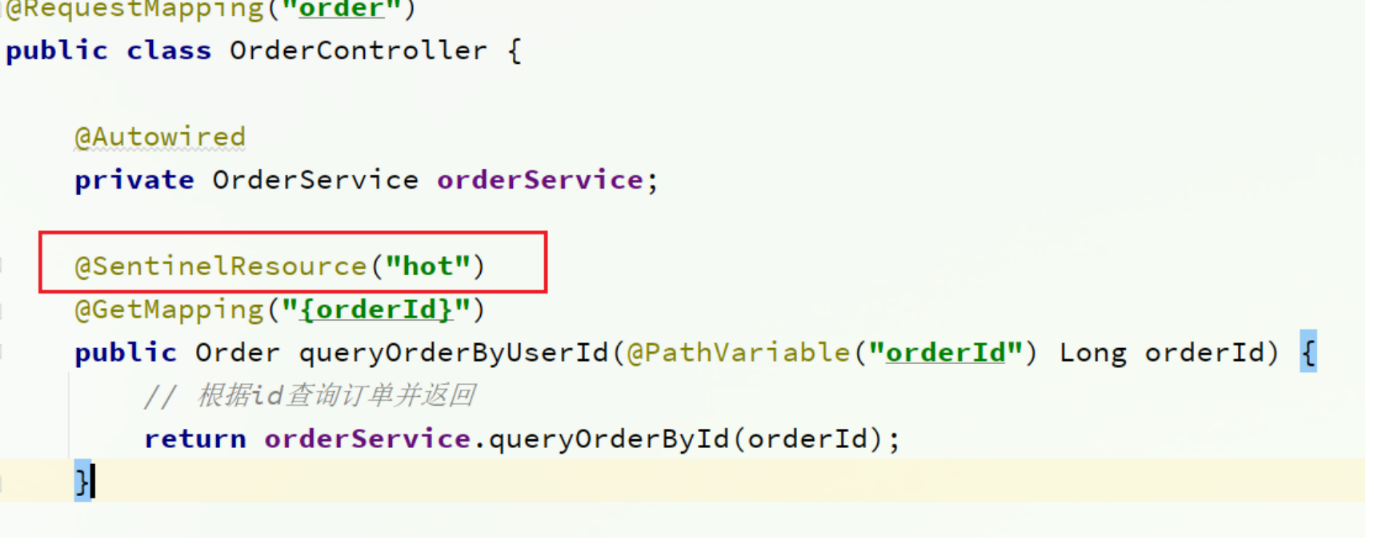 @RequestMapping("order")
public class OrderController {
@Autowired
private OrderService orderService;
@SentinelResource("hot")
@GetMapping("{orderId}")
public Order queryOrderByUserId(@PathVariable("orderId") Long orderId) {
// 根据id查询订单并返回
return orderService.queryOrderById(orderId);
}